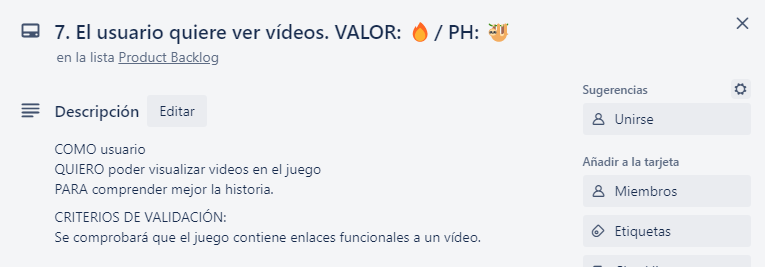 7. El usuario quiere ver vídeos. VALOR: 🔥 / PH: 🦥
en la lista Product Backlog
Sugerencias
Descripción Editar
Unirse
COMO usuario
QUIERO poder visualizar videos en el juego
PARA comprender mejor la historia.
Añadir a la tarjeta
Miembros
CRITERIOS DE VALIDACIÓN:
Se comprobará que el juego contiene enlaces funcionales a un vídeo.
Etiquetas